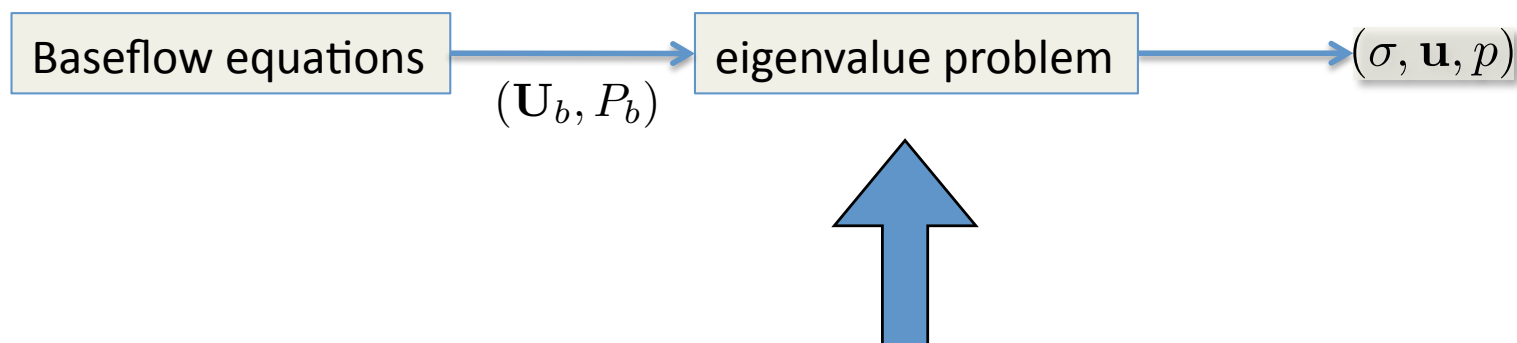 Baseflow equations
(𝐔_b, P_b)
eigenvalue problem
(σ, 𝐮, p)